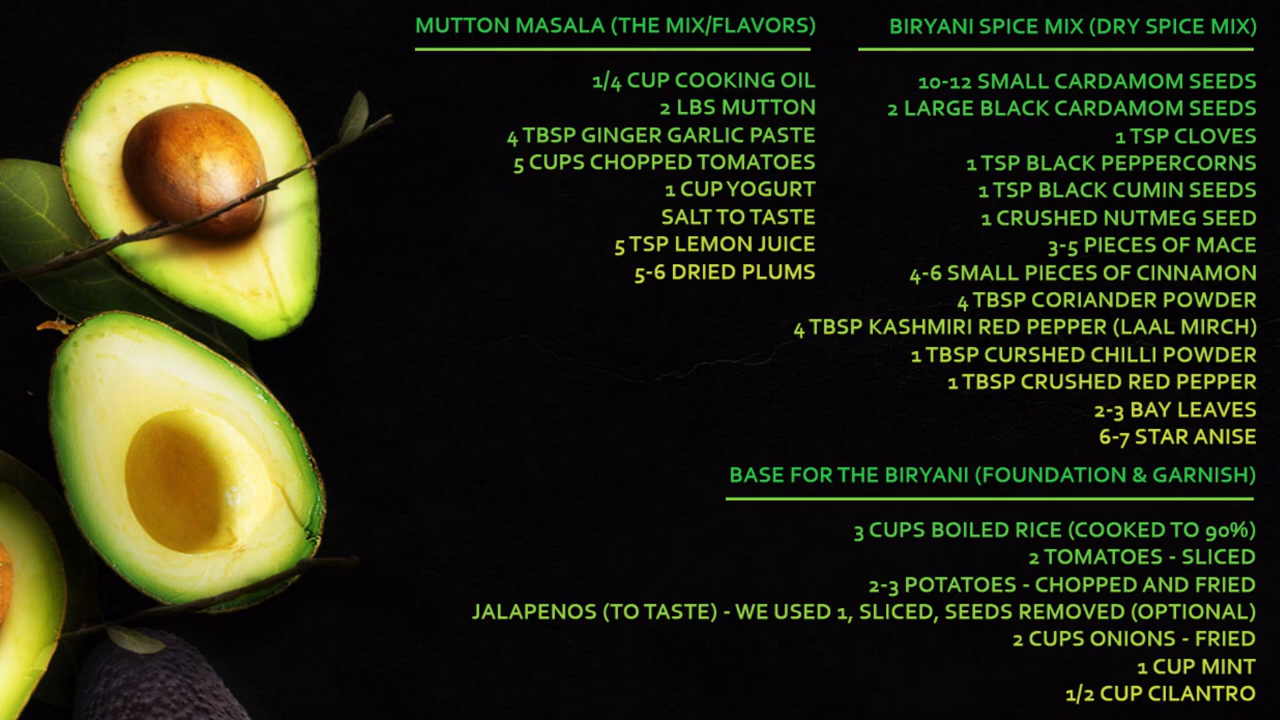 MUTTON MASALA (THE MIX/FLAVORS)
1/4 CUP COOKING OIL
2 LBS MUTTON
4 TBSP GINGER GARLIC PASTE
5 CUPS CHOPPED TOMATOES
1 CUP YOGURT
SALT TO TASTE
5 TSP LEMON JUICE
5-6 DRIED PLUMS
BIRYANI SPICE MIX (DRY SPICE MIX)
10-12 SMALL CARDAMOM SEEDS
2 LARGE BLACK CARDAMOM SEEDS
1 TSP CLOVES
1 TSP BLACK PEPPERCORNS
1 TSP BLACK CUMIN SEEDS
1 CRUSHED NUTMEG SEED
3-5 PIECES OF MACE
4-6 SMALL PIECES OF CINNAMON
4 TBSP CORIANDER POWDER
4 TBSP KASHMIRI RED PEPPER (LAAL MIRCH)
1 TBSP CURSHED CHILLI POWDER
1 TBSP CRUSHED RED PEPPER
2-3 BAY LEAVES
6-7 STAR ANISE
BASE FOR THE BIRYANI (FOUNDATION & GARNISH)
3 CUPS BOILED RICE (COOKED TO 90%)
2 TOMATOES - SLICED
2-3 POTATOES - CHOPPED AND FRIED
JALAPENOS (TO TASTE) - WE USED 1, SLICED, SEEDS REMOVED (OPTIONAL)
2 CUPS ONIONS - FRIED
1 CUP MINT
1/2 CUP CILANTRO